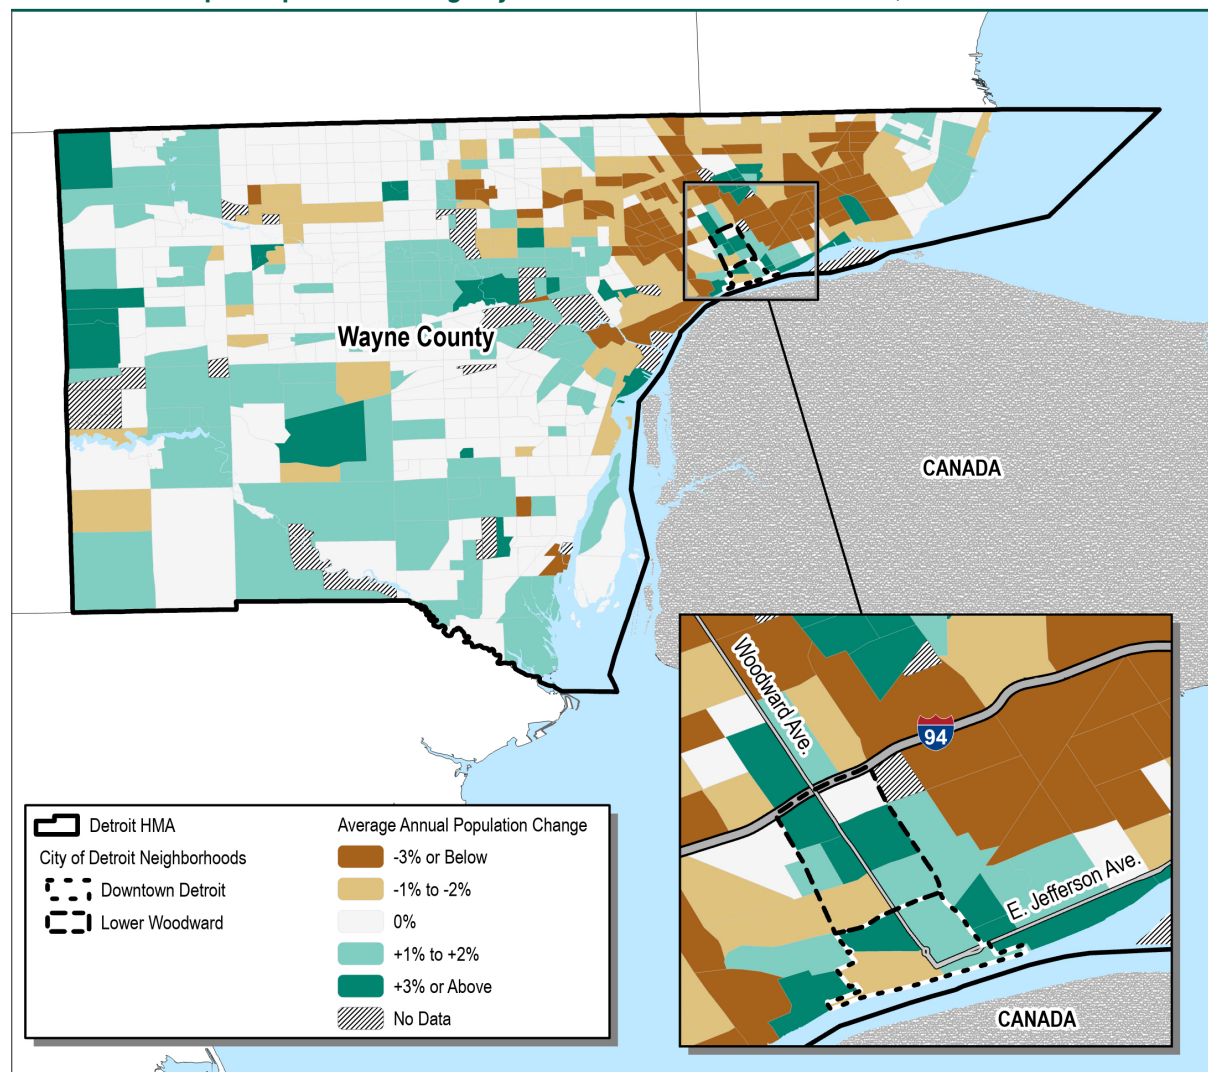 Wayne County
CANADA
Woodward Ave.
94
E. Jefferson Ave.
CANADA
Detroit HMA
City of Detroit Neighborhoods
Downtown Detroit
Lower Woodward
Average Annual Population Change
-3% or Below
-1% to -2%
0%
+1% to +2%
+3% or Above
No Data